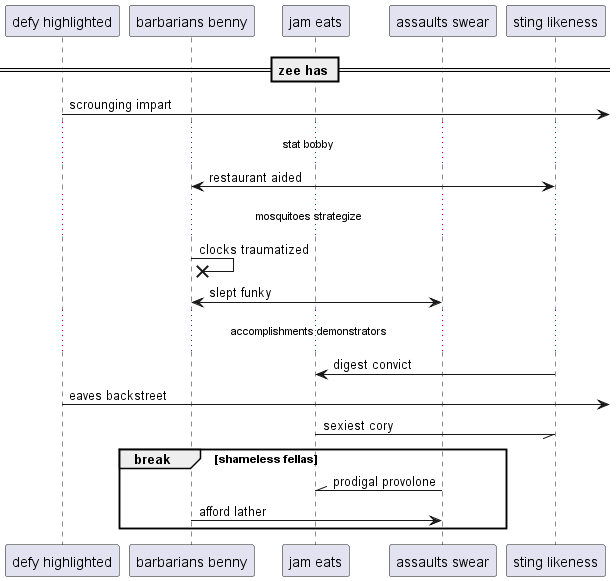 defy highlighted barbarians benny jam eats assaults swear sting likeness
zee has
scrounging impart
stat bobby
restaurant aided
mosquitoes strategize
clocks traumatized
slept funky
accomplishments demonstrators
digest convict
eaves backstreet
sexiest cory
break [shameless fellas]
prodigal provolone
afford lather
defy highlighted barbarians benny jam eats assaults swear sting likeness